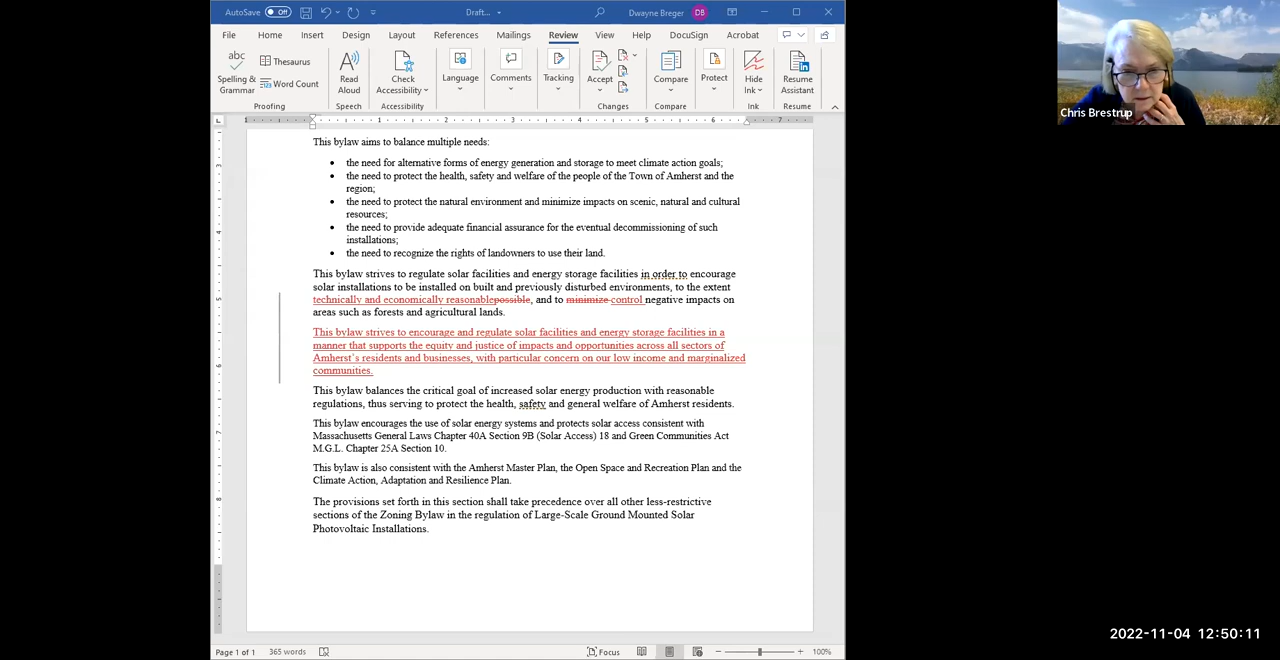 AutoSave Off Draft... Dwayne Breger DB
File Home Insert Design Layout References Mailings Review View Help DocuSign Acrobat
abc Thesaurus
Spelling & Grammar Word Count
Read Aloud
Check Accessibility
Language
Comments
Tracking
Accept
Compare
Protect
Hide Ink
Resume Assistant
Proofing Speech Accessibility Changes Compare Ink Resume
1 1 2 3 4 5 6 7
This bylaw aims to balance multiple needs:
• the need for alternative forms of energy generation and storage to meet climate action goals;
• the need to protect the health, safety and welfare of the people of the Town of Amherst and the
region;
• the need to protect the natural environment and minimize impacts on scenic, natural and cultural
resources;
• the need to provide adequate financial assurance for the eventual decommissioning of such
installations;
• the need to recognize the rights of landowners to use their land.
This bylaw strives to regulate solar facilities and energy storage facilities in order to encourage
solar installations to be installed on built and previously disturbed environments, to the extent
technically and economically reasonablepossible, and to minimize control negative impacts on
areas such as forests and agricultural lands.
This bylaw strives to encourage and regulate solar facilities and energy storage facilities in a
manner that supports the equity and justice of impacts and opportunities across all sectors of
Amherst's residents and businesses, with particular concern on our low income and marginalized
communities.
This bylaw balances the critical goal of increased solar energy production with reasonable
regulations, thus serving to protect the health, safety and general welfare of Amherst residents.
This bylaw encourages the use of solar energy systems and protects solar access consistent with
Massachusetts General Laws Chapter 40A Section 9B (Solar Access) 18 and Green Communities Act
M.G.L. Chapter 25A Section 10.
This bylaw is also consistent with the Amherst Master Plan, the Open Space and Recreation Plan and the
Climate Action, Adaptation and Resilience Plan.
The provisions set forth in this section shall take precedence over all other less-restrictive
sections of the Zoning Bylaw in the regulation of Large-Scale Ground Mounted Solar
Photovoltaic Installations.
Page 1 of 1 365 words Focus 100%
Chris Brestrup
2022-11-04 12:50:11